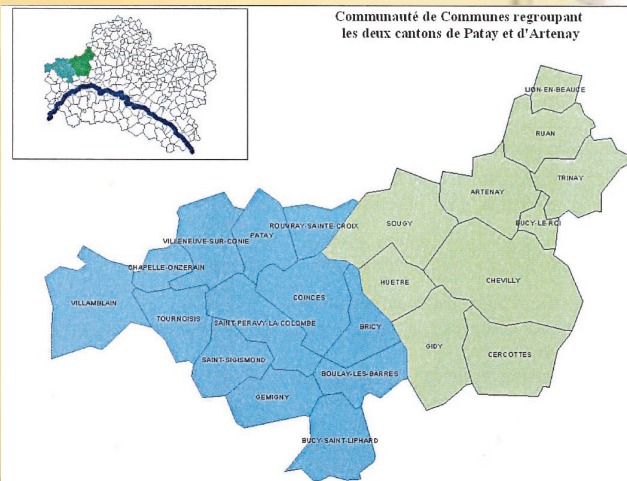 Communauté de Communes regroupant
les deux cantons de Patay et d'Artenay
LION-EN-BEAUCE
RUAN
TRINAY
ARTENAY
BUCY-LE-ROI
SOUGY
ROUVRAY-SAINTE-CROIX
PATAY
VILLENEUVE-SUR-CONIE
CHAPELLE-ONZERAIN
HUETRE
CHEVILLY
VILLAMBLAIN
COINCES
TOURNOISIS
SAINT-PERAVY-LA-COLOMBE
BRICY
GIDY
CERCOTTES
SAINT-SIGISMOND
BOULAY-LES-BARRES
GEMIGNY
BUCY-SAINT-LIPHARD